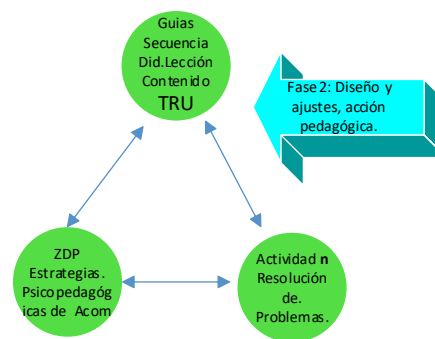 Guias
Secuencia
Did.Lección
Contenido
TRU
Fase 2: Diseño y
ajustes, acción
pedagógica.
ZDP
Estrategias.
Psicopedagóg
icas de Acom
Actividad n
Resolución
de.
Problemas.